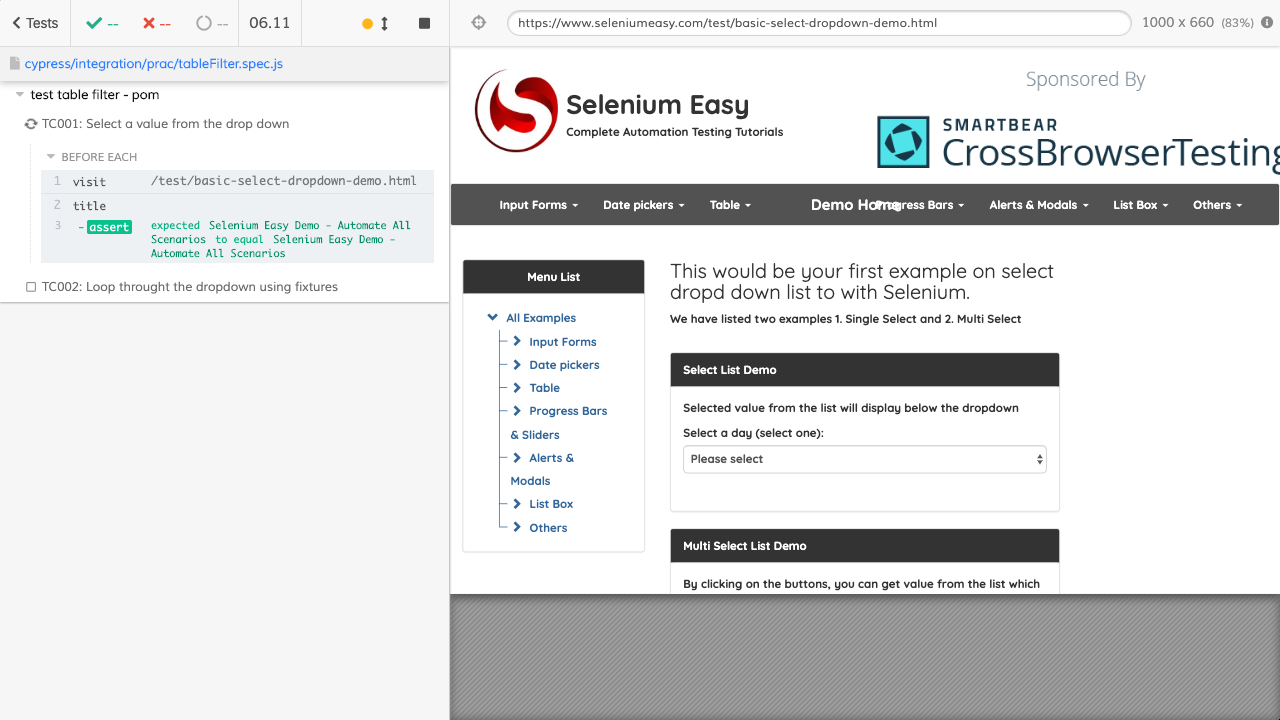 Tests
--
--
--
06.11
https://www.seleniumeasy.com/test/basic-select-dropdown-demo.html
1000 x 660 (83%)
cypress/integration/prac/tableFilter.spec.js
test table filter - pom
TC001: Select a value from the drop down
BEFORE EACH
1 visit /test/basic-select-dropdown-demo.html
2 title
3 - assert expected Selenium Easy Demo - Automate All
Scenarios to equal Selenium Easy Demo -
Automate All Scenarios
TC002: Loop throught the dropdown using fixtures
Selenium Easy
Complete Automation Testing Tutorials
Sponsored By
SMARTBEAR
CrossBrowserTesting
Input Forms
Date pickers
Table
Demo Home
Progress Bars
Alerts & Modals
List Box
Others
Menu List
All Examples
Input Forms
Date pickers
Table
Progress Bars
& Sliders
Alerts &
Modals
List Box
Others
This would be your first example on select
dropd down list to with Selenium.
We have listed two examples 1. Single Select and 2. Multi Select
Select List Demo
Selected value from the list will display below the dropdown
Select a day (select one):
Please select
Multi Select List Demo
By clicking on the buttons, you can get value from the list which